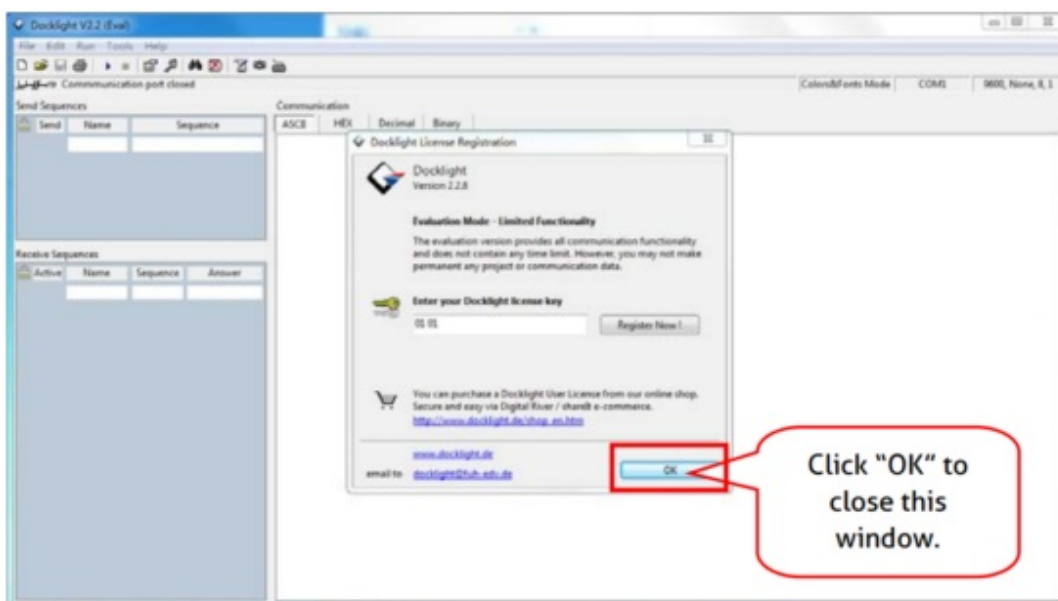 Docklight V2.2 (Eval)
File Edit Run Tools Help
Communication port closed
Colors&Fonts Mode COM1 9600, None, 8, 1
Send Sequences
Send Name Sequence
Communication
ASCII HEX Decimal Binary
Docklight License Registration
Docklight
Version 2.2.8
Evaluation Mode - Limited Functionality
The evaluation version provides all communication functionality
and does not contain any time limit. However, you may not make
permanent any project or communication data.
Receive Sequences
Active Name Sequence Answer
Enter your Docklight license key
Register Now !
You can purchase a Docklight User License from our online shop.
Secure and easy via Digital River / shareit e-commerce.
http://www.docklight.de/shop_en.htm
www.docklight.de
email to docklight@fuh-edv.de
OK
Click “OK” to
close this
window.